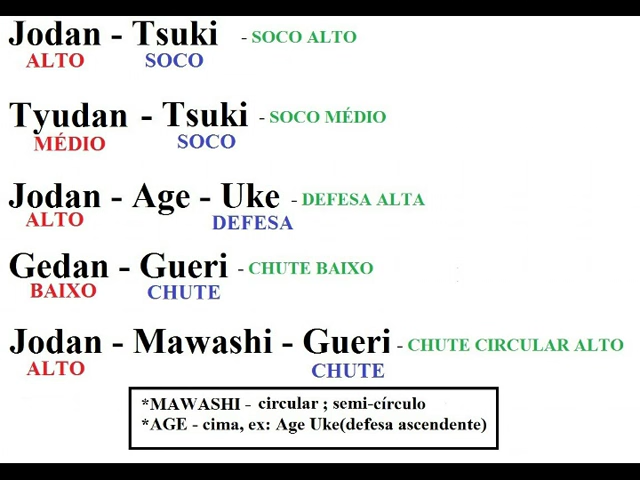 Jodan - Tsuki - SOCO ALTO
ALTO SOCO
Tyudan - Tsuki - SOCO MÉDIO
MÉDIO SOCO
Jodan - Age - Uke - DEFESA ALTA
ALTO DEFESA
Gedan - Gueri - CHUTE BAIXO
BAIXO CHUTE
Jodan - Mawashi - Gueri - CHUTE CIRCULAR ALTO
ALTO CHUTE
*MAWASHI - circular ; semi-círculo
*AGE - cima, ex: Age Uke(defesa ascendente)